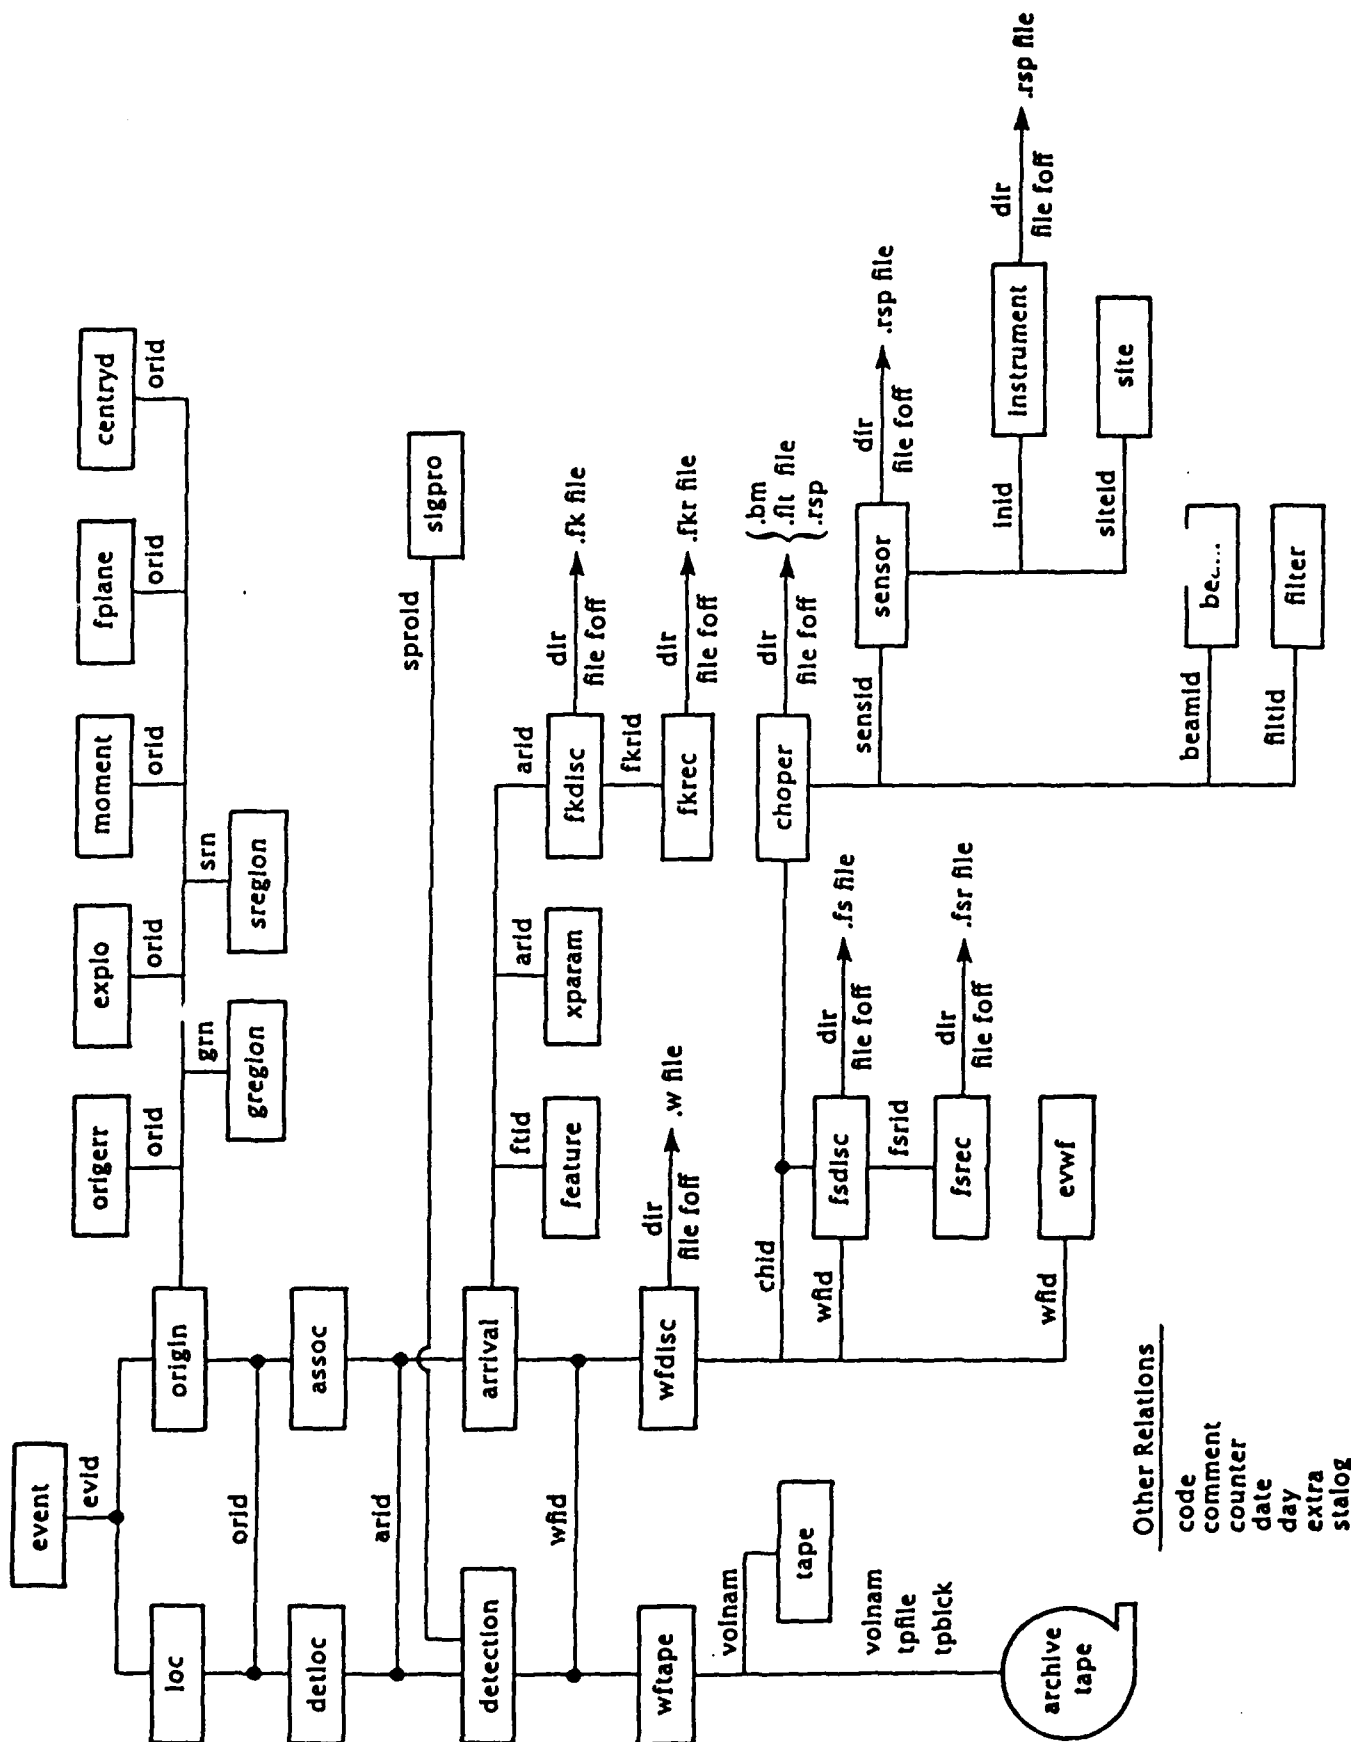 event
evid
loc
origin
origerr
orid
explo
orid
moment
orid
fplane
orid
centryd
orid
grn
gregion
srn
sregion
orid
detloc
assoc
arid
sproid
sigpro
detection
arrival
ftid
feature
arid
xparam
arid
fkdisc
dir
file foff
.fk file
fkrid
fkrec
dir
file foff
.fkr file
wfid
wftape
wfdisc
dir
file foff
.w file
volnam
tape
volnam
tpfile
tpblck
archive
tape
chid
choper
dir
file foff
.bm
.flt file
.rsp
wfid
fsdisc
dir
file foff
.fs file
fsrid
fsrec
dir
file foff
.fsr file
wfid
evwf
sensid
sensor
dir
file foff
.rsp file
inid
instrument
dir
file foff
.rsp file
siteid
site
beamid
filtid
filter
Other Relations
code
comment
counter
date
day
extra
stalog